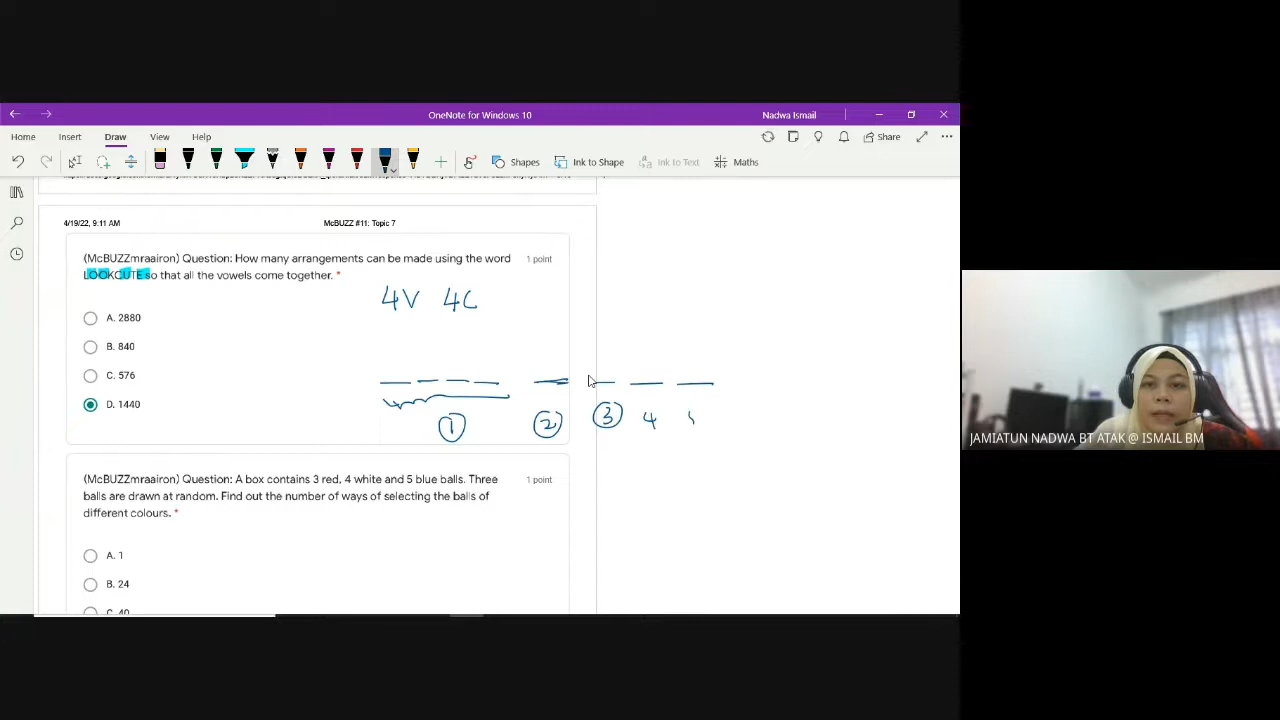 OneNote for Windows 10
Nadwa Ismail
Home Insert Draw View Help
Share
Shapes Ink to Shape Ink to Text Maths
4/19/22, 9:11 AM McBUZZ #11: Topic 7
(McBUZZmraairon) Question: How many arrangements can be made using the word
LOOKCUTE so that all the vowels come together. *
1 point
4V 4C
A. 2880
B. 840
C. 576
D. 1440
1 2 3 4
JAMIATUN NADWA BT ATAK @ ISMAIL BM
(McBUZZmraairon) Question: A box contains 3 red, 4 white and 5 blue balls. Three
balls are drawn at random. Find out the number of ways of selecting the balls of
different colours. *
1 point
A. 1
B. 24
C. 40